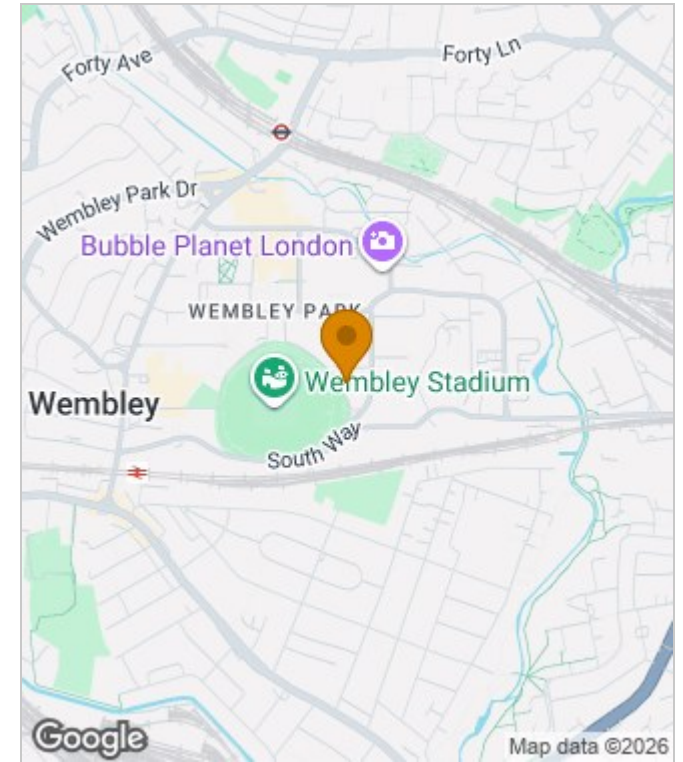 Forty Ave
Forty Ln
Wembley Park Dr
Bubble Planet London
WEMBLEY PARK
Wembley Stadium
Wembley
South Way
Google
Map data ©2026